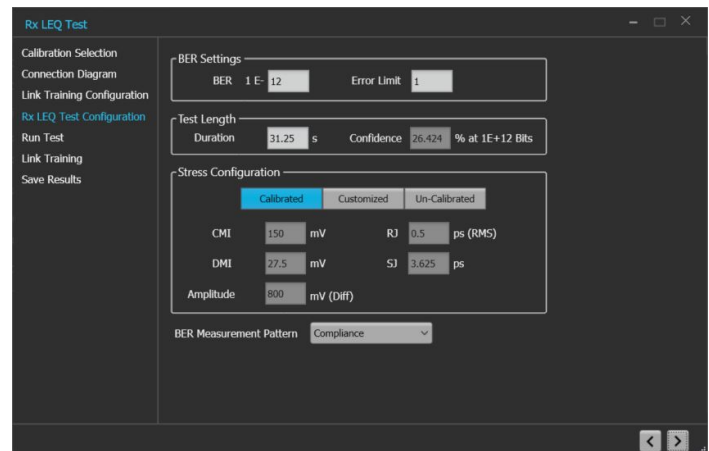 Rx LEQ Test
Calibration Selection
Connection Diagram
Link Training Configuration
Rx LEQ Test Configuration
Run Test
Link Training
Save Results
BER Settings
BER 1 E- 12 Error Limit 1
Test Length
Duration 31.25 s Confidence 26.424 % at 1E+12 Bits
Stress Configuration
Calibrated Customized Un-Calibrated
CMI 150 mV RJ 0.5 ps (RMS)
DMI 27.5 mV SJ 3.625 ps
Amplitude 800 mV (Diff)
BER Measurement Pattern Compliance